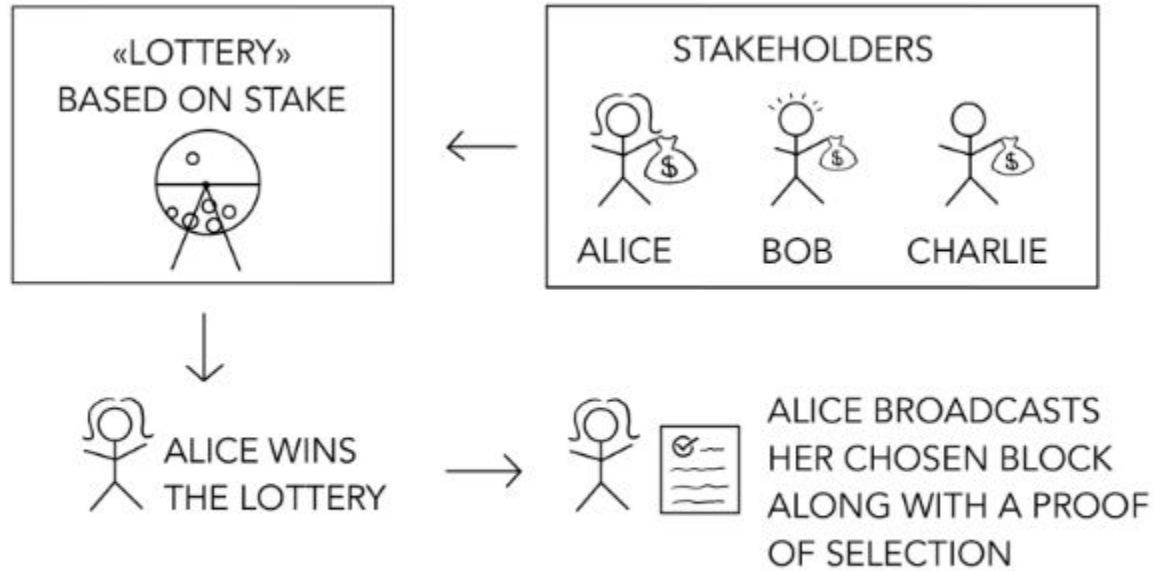 «LOTTERY»
BASED ON STAKE
STAKEHOLDERS
$
$
$
ALICE
BOB
CHARLIE
ALICE WINS
THE LOTTERY
ALICE BROADCASTS
HER CHOSEN BLOCK
ALONG WITH A PROOF
OF SELECTION